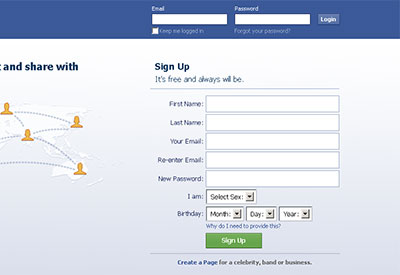 Email Password
Login
Keep me logged in Forgot your password?
t and share with
Sign Up
It's free and always will be.
First Name:
Last Name:
Your Email:
Re-enter Email:
New Password:
I am: Select Sex:
Birthday: Month: Day: Year:
Why do I need to provide this?
Sign Up
Create a Page for a celebrity, band or business.